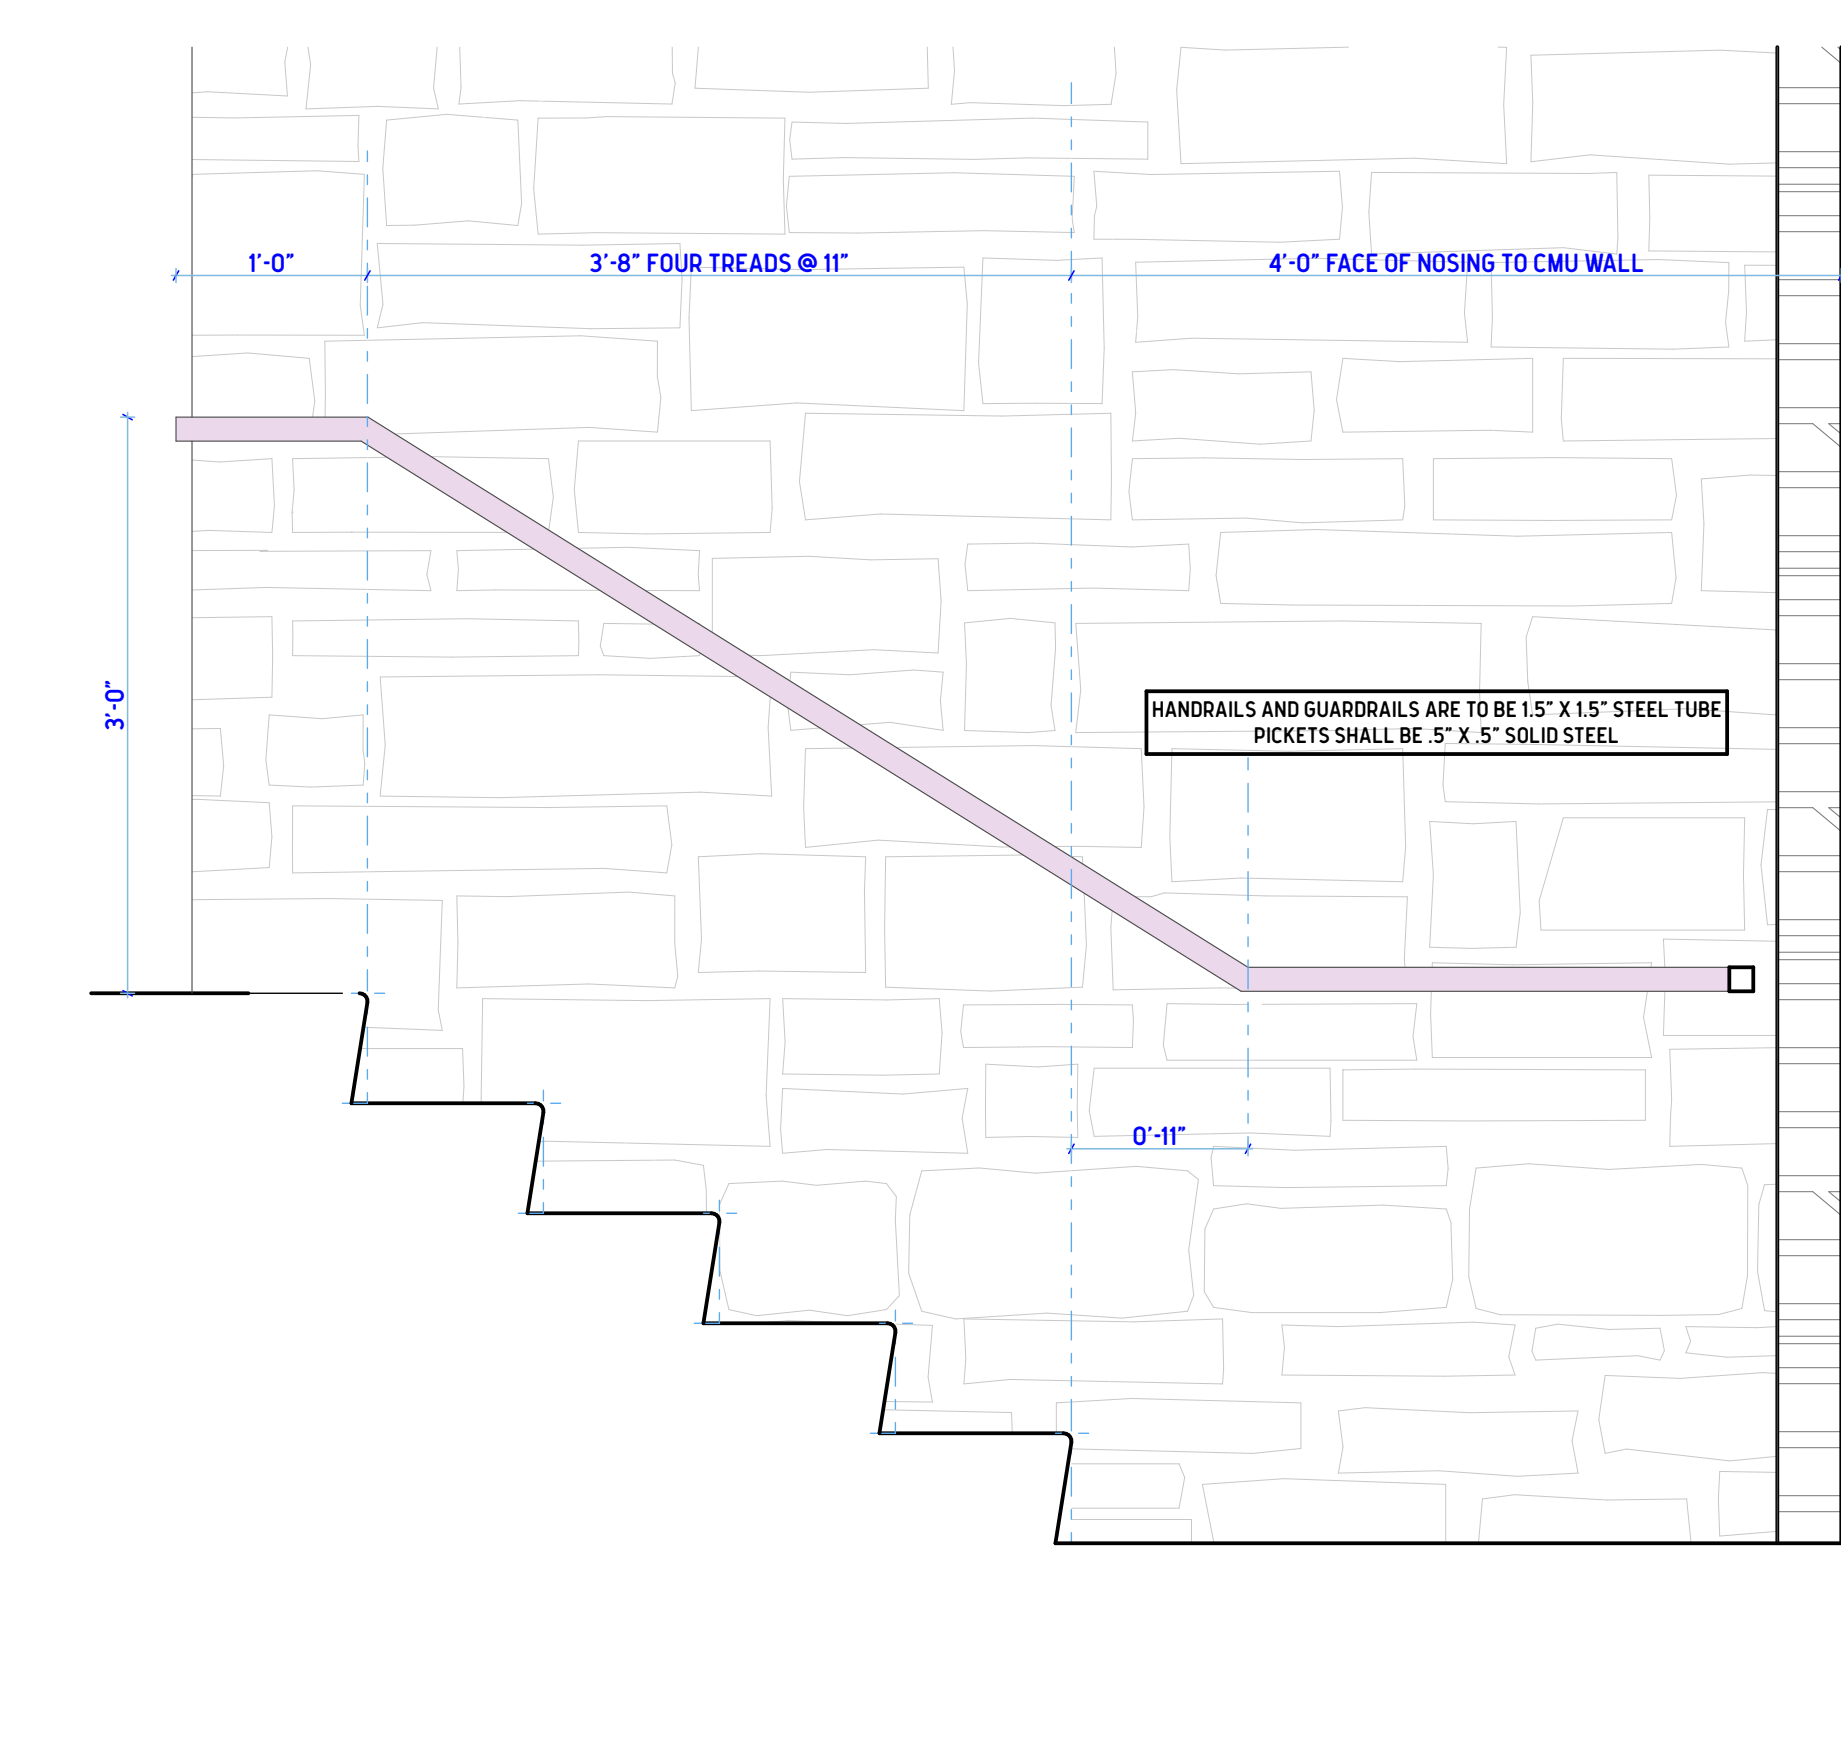 1'-0"
3'-8" FOUR TREADS @ 11"
4'-0" FACE OF NOSING TO CMU WALL
3'-0"
HANDRAILS AND GUARDRAILS ARE TO BE 1.5" X 1.5" STEEL TUBE
PICKETS SHALL BE .5" X .5" SOLID STEEL
0'-11"